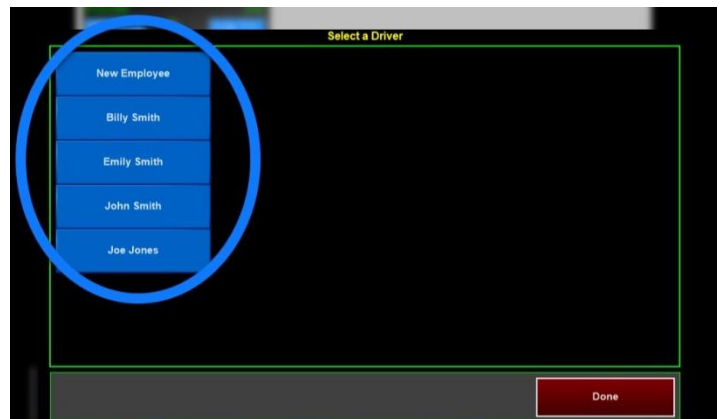 Select a Driver
New Employee
Billy Smith
Emily Smith
John Smith
Joe Jones
Done